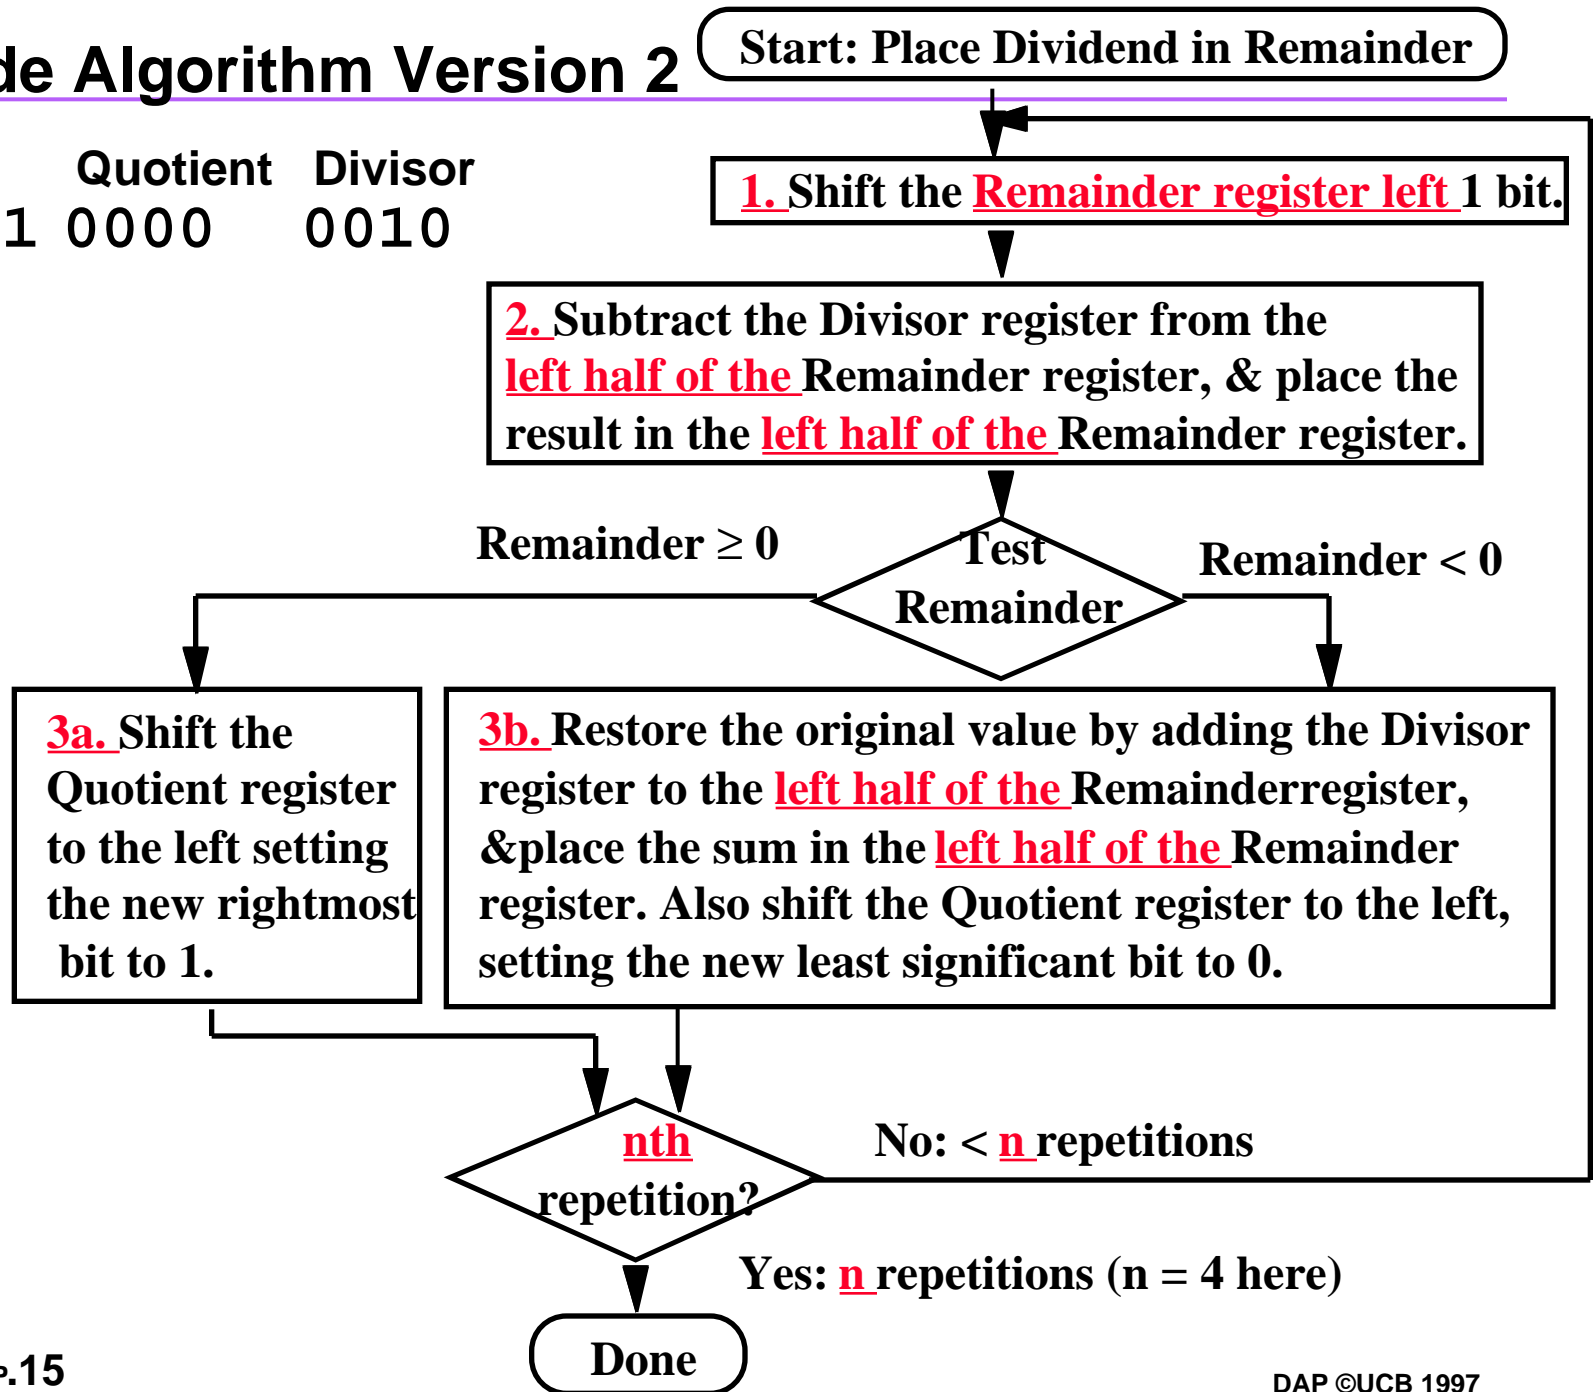 de Algorithm Version 2
Start: Place Dividend in Remainder
Quotient Divisor
1 0000 0010
1. Shift the Remainder register left 1 bit.
2. Subtract the Divisor register from the
left half of the Remainder register, & place the
result in the left half of the Remainder register.
Remainder ≥ 0
Test
Remainder
Remainder < 0
3a. Shift the
Quotient register
to the left setting
the new rightmost
bit to 1.
3b. Restore the original value by adding the Divisor
register to the left half of the Remainderregister,
&place the sum in the left half of the Remainder
register. Also shift the Quotient register to the left,
setting the new least significant bit to 0.
nth
repetition?
No: < n repetitions
Yes: n repetitions (n = 4 here)
Done
P.15
DAP ©UCB 1997